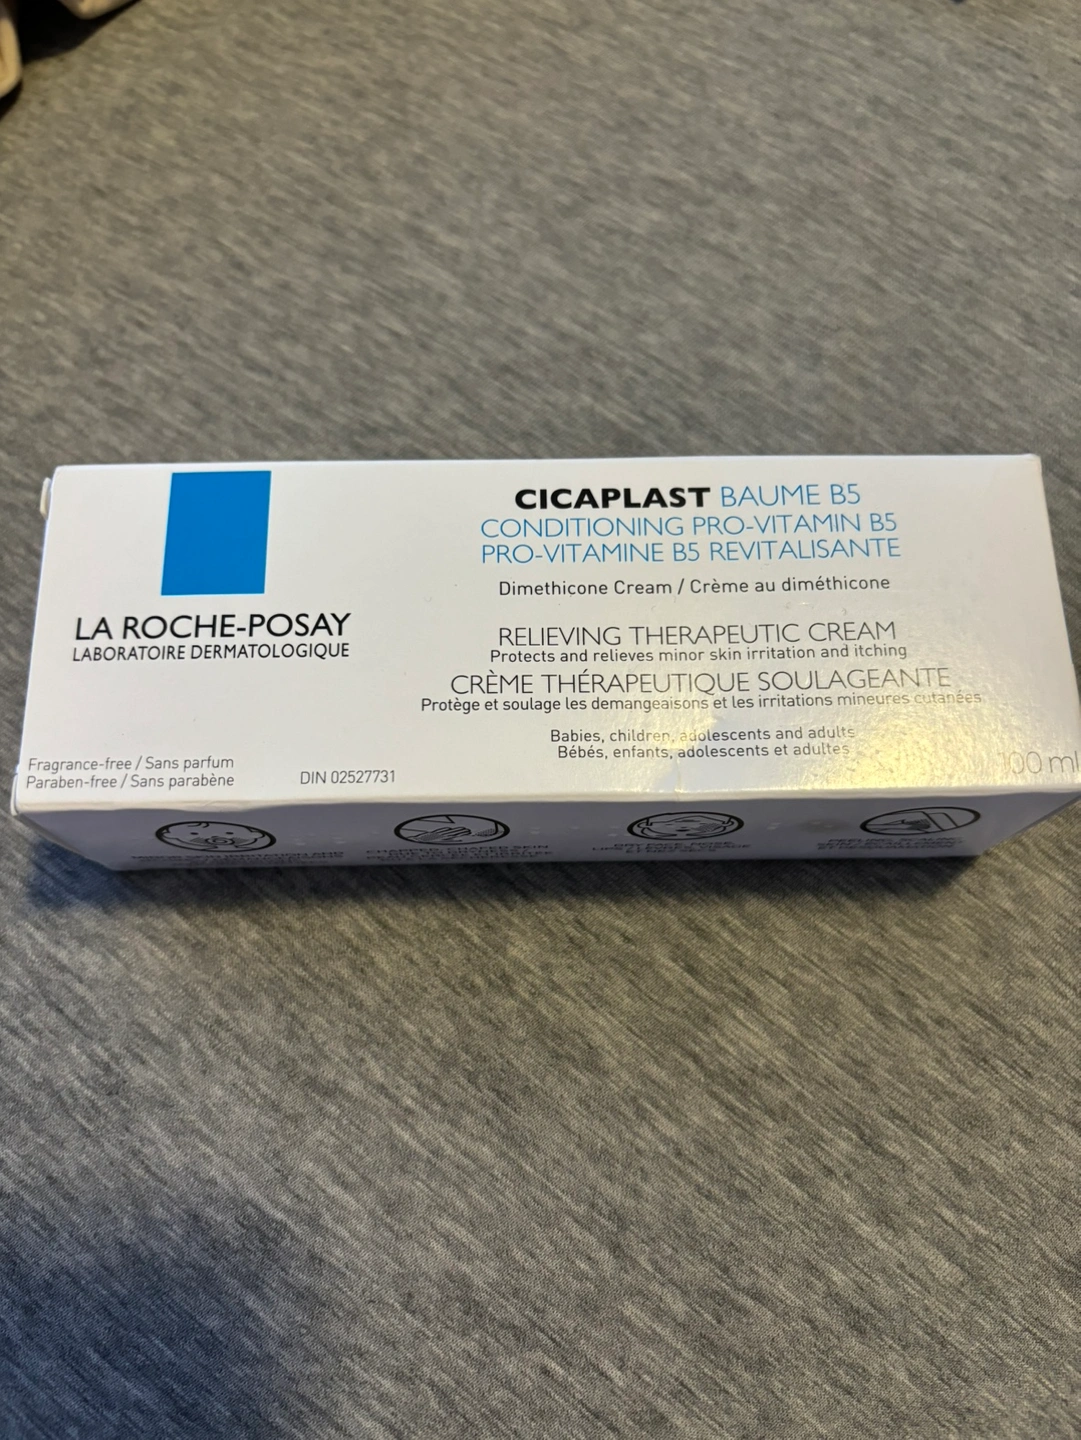 LA ROCHE-POSAY
LABORATOIRE DERMATOLOGIQUE
CICAPLAST BAUME B5
CONDITIONING PRO-VITAMIN B5
PRO-VITAMINE B5 REVITALISANTE
Dimethicone Cream / Crème au diméthicone
RELIEVING THERAPEUTIC CREAM
Protects and relieves minor skin irritation and itching
CRÈME THÉRAPEUTIQUE SOULAGEANTE
Protège et soulage les demangeaisons et les irritations mineures cutanées
Babies, children, adolescents and adults
Bébés, enfants, adolescents et adultes
Fragrance-free / Sans parfum
Paraben-free / Sans parabène
DIN 02527731
100 ml